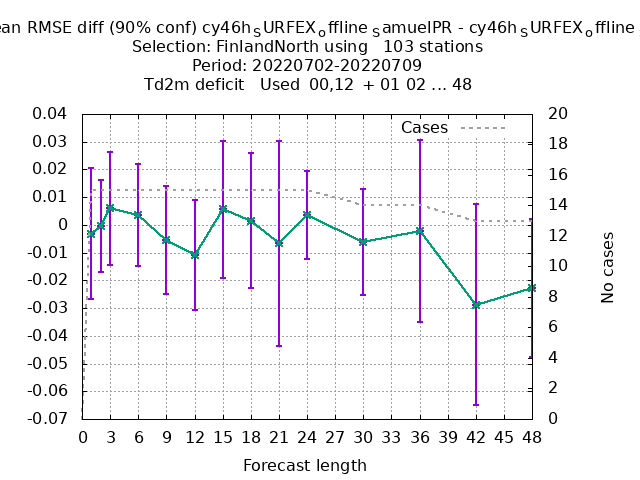 ean RMSE diff (90% conf) cy46hSURFEXoffline SamuelPR - cy46hSURFEXoffline
Selection: FinlandNorth using 103 stations
Period: 20220702-20220709
Td2m deficit Used 00,12 + 01 02 ... 48
0.04
0.03
0.02
0.01
0
-0.01
-0.02
-0.03
-0.04
-0.05
-0.06
-0.07
Cases
20
18
16
14
12
10
8
6
4
2
0
No cases
0 3 6 9 12 15 18 21 24 27 30 33 36 39 42 45 48
Forecast length